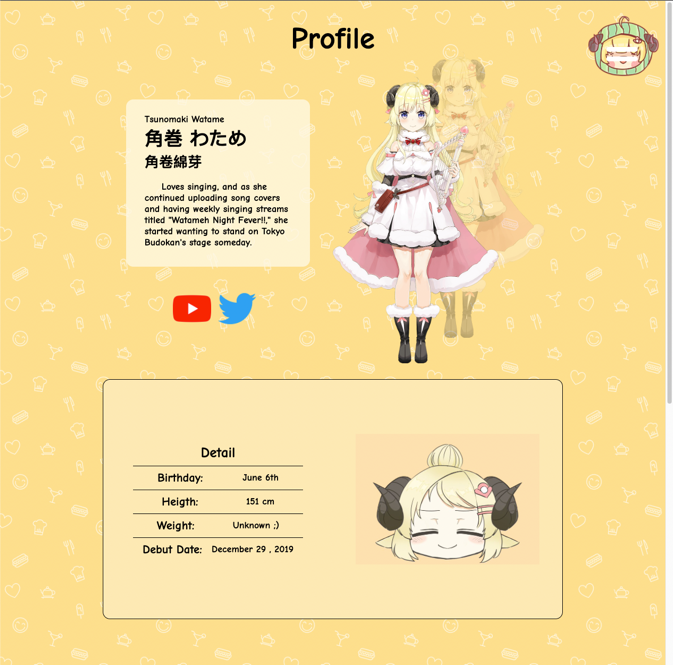 Profile
Tsunomaki Watame
角巻 わため
角巻綿芽
Loves singing, and as she
continued uploading song covers
and having weekly singing streams
titled "Watameh Night Fever!!," she
started wanting to stand on Tokyo
Budokan's stage someday.
Detail
Birthday: June 6th
Heigth: 151 cm
Weight: Unknown ;)
Debut Date: December 29 , 2019